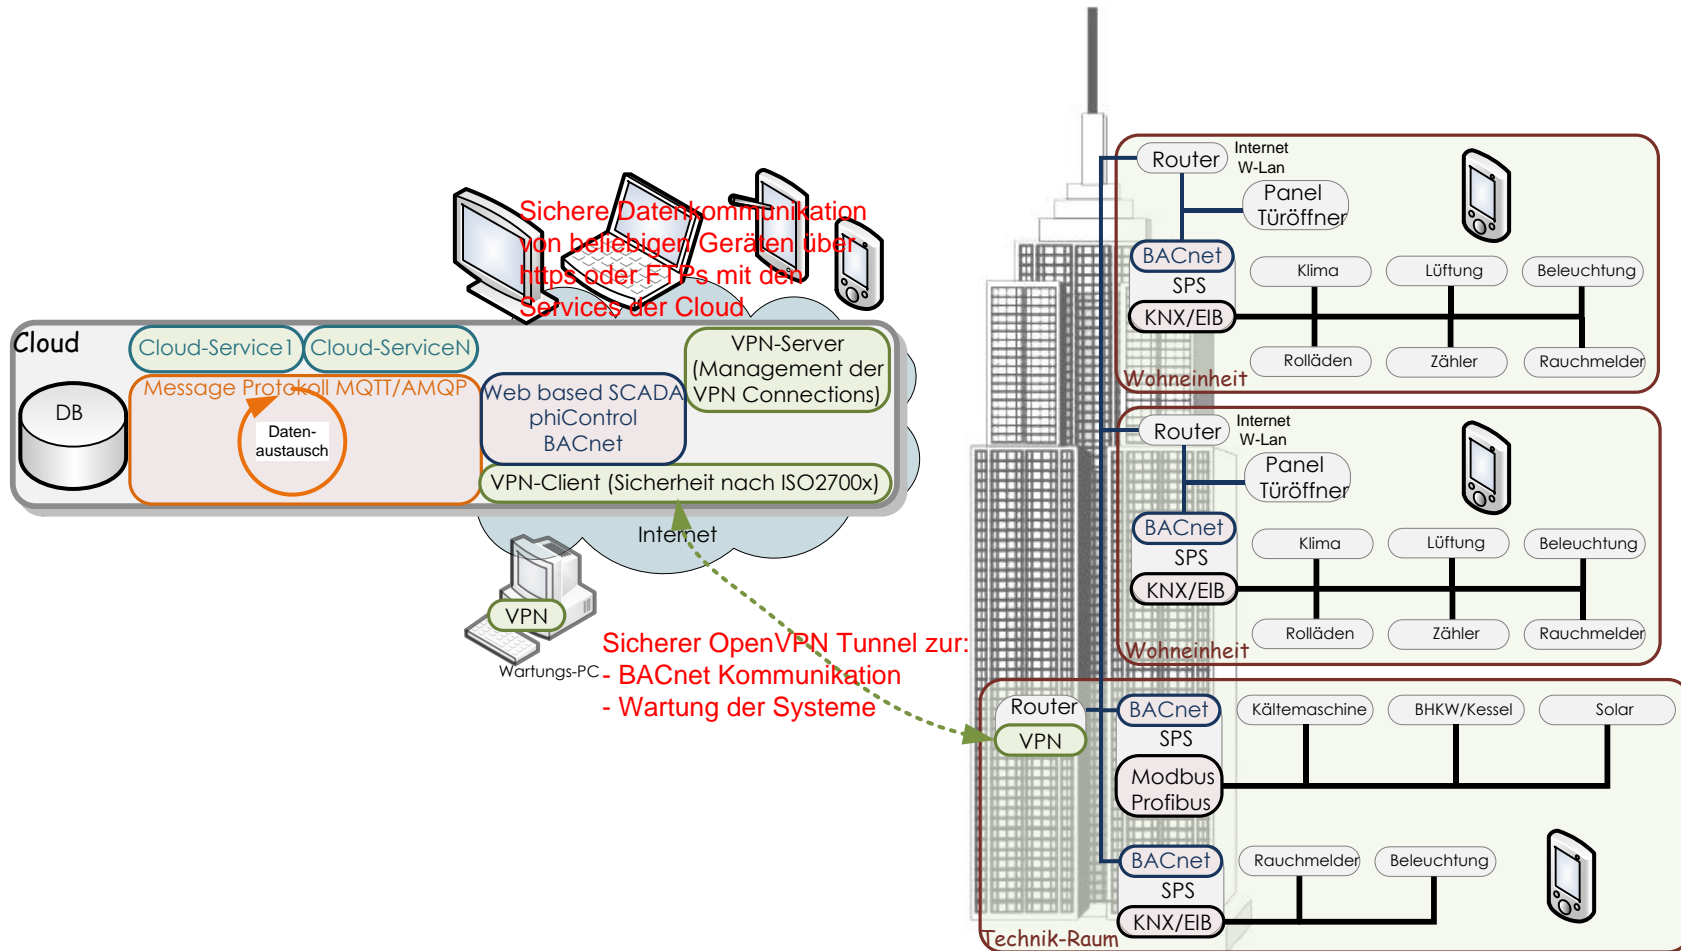 Sichere Datenkommunikation
von beliebigen Geräten über
https oder FTPs mit den
Services der Cloud
Cloud
Cloud-Service1
Cloud-ServiceN
Message Protokoll MQTT/AMQP
DB
Daten-
austausch
Web based SCADA
phiControl
BACnet
VPN-Server
(Management der
VPN Connections)
VPN-Client (Sicherheit nach ISO2700x)
Internet
VPN
Wartungs-PC
Sicherer OpenVPN Tunnel zur:
- BACnet Kommunikation
- Wartung der Systeme
Router
Internet
W-Lan
Panel
Türöffner
BACnet
SPS
KNX/EIB
Klima
Lüftung
Beleuchtung
Rolläden
Zähler
Rauchmelder
Wohneinheit
Router
Internet
W-Lan
Panel
Türöffner
BACnet
SPS
KNX/EIB
Klima
Lüftung
Beleuchtung
Rolläden
Zähler
Rauchmelder
Wohneinheit
Router
VPN
BACnet
SPS
Modbus
Profibus
Kältemaschine
BHKW/Kessel
Solar
BACnet
SPS
KNX/EIB
Rauchmelder
Beleuchtung
Technik-Raum